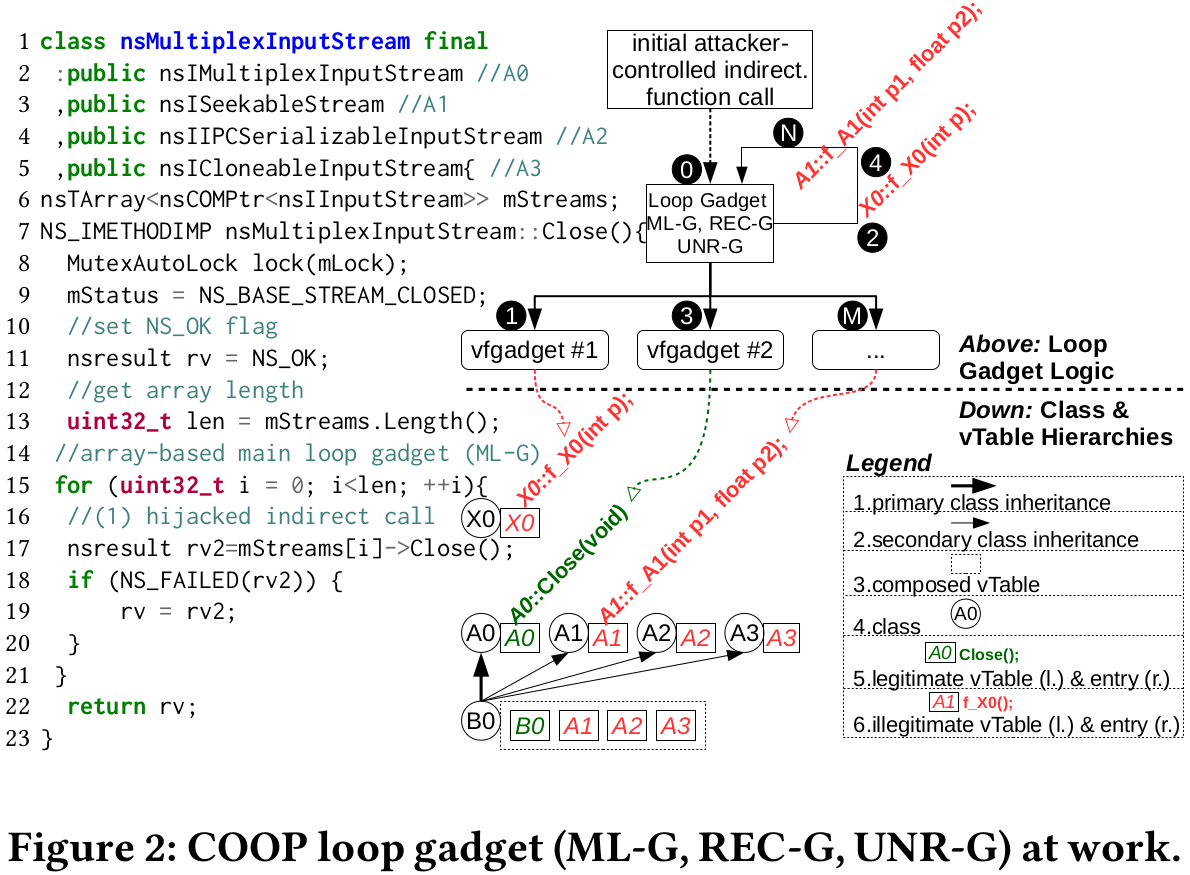 1 class nsMultiplexInputStream final
2 :public nsIMultiplexInputStream //A0
3 ,public nsISeekableStream //A1
4 ,public nsIIPCSerializableInputStream //A2
5 ,public nsICloneableInputStream{ //A3
6 nsTArray<nsCOMPtr<nsIInputStream>> mStreams;
7 NS_IMETHODIMP nsMultiplexInputStream::Close(){
8 MutexAutoLock lock(mLock);
9 mStatus = NS_BASE_STREAM_CLOSED;
10 //set NS_OK flag
11 nsresult rv = NS_OK;
12 //get array length
13 uint32_t len = mStreams.Length();
14 //array-based main loop gadget (ML-G)
15 for (uint32_t i = 0; i<len; ++i){
16 //(1) hijacked indirect call
17 nsresult rv2=mStreams[i]->Close();
18 if (NS_FAILED(rv2)) {
19 rv = rv2;
20 }
21 }
22 return rv;
23 }
initial attacker-
controlled indirect.
function call
A1::f_A1(int p1, float p2);
X0::f_X0(int p);
N
0
4
2
Loop Gadget
ML-G, REC-G
UNR-G
1
3
M
vfgadget #1
vfgadget #2
...
Above: Loop
Gadget Logic
Down: Class &
vTable Hierarchies
X0::f_X0(int p);
A0::Close(void)
A1::f_A1(int p1, float p2);
X0 X0
A0 A0 A1 A1 A2 A2 A3 A3
B0 B0 A1 A2 A3
Legend
1.primary class inheritance
2.secondary class inheritance
3.composed vTable
A0
4.class
A0 Close();
5.legitimate vTable (l.) & entry (r.)
A1 f_X0();
6.illegitimate vTable (l.) & entry (r.)
Figure 2: COOP loop gadget (ML-G, REC-G, UNR-G) at work.